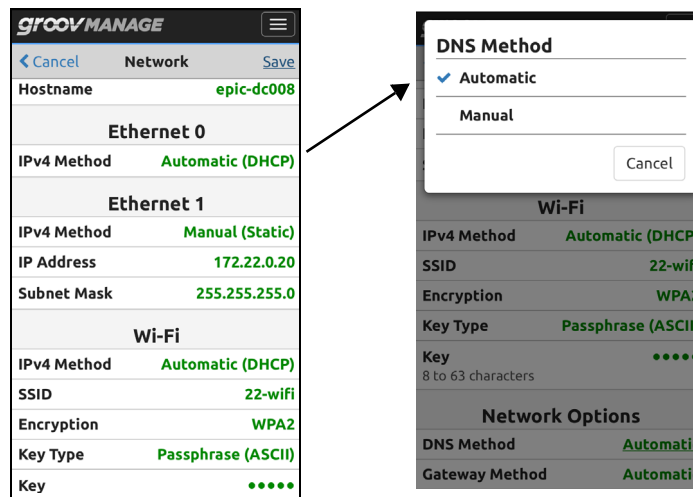 groov MANAGE
Cancel Network Save
Hostname epic-dc008
Ethernet 0
IPv4 Method Automatic (DHCP)
Ethernet 1
IPv4 Method Manual (Static)
IP Address 172.22.0.20
Subnet Mask 255.255.255.0
Wi-Fi
IPv4 Method Automatic (DHCP)
SSID 22-wifi
Encryption WPA2
Key Type Passphrase (ASCII)
Key •••••
DNS Method
Automatic
Manual
Cancel
Wi-Fi
IPv4 Method Automatic (DHCP
SSID 22-wifi
Encryption WPA2
Key Type Passphrase (ASCII
Key •••••
8 to 63 characters
Network Options
DNS Method Automati
Gateway Method Automati